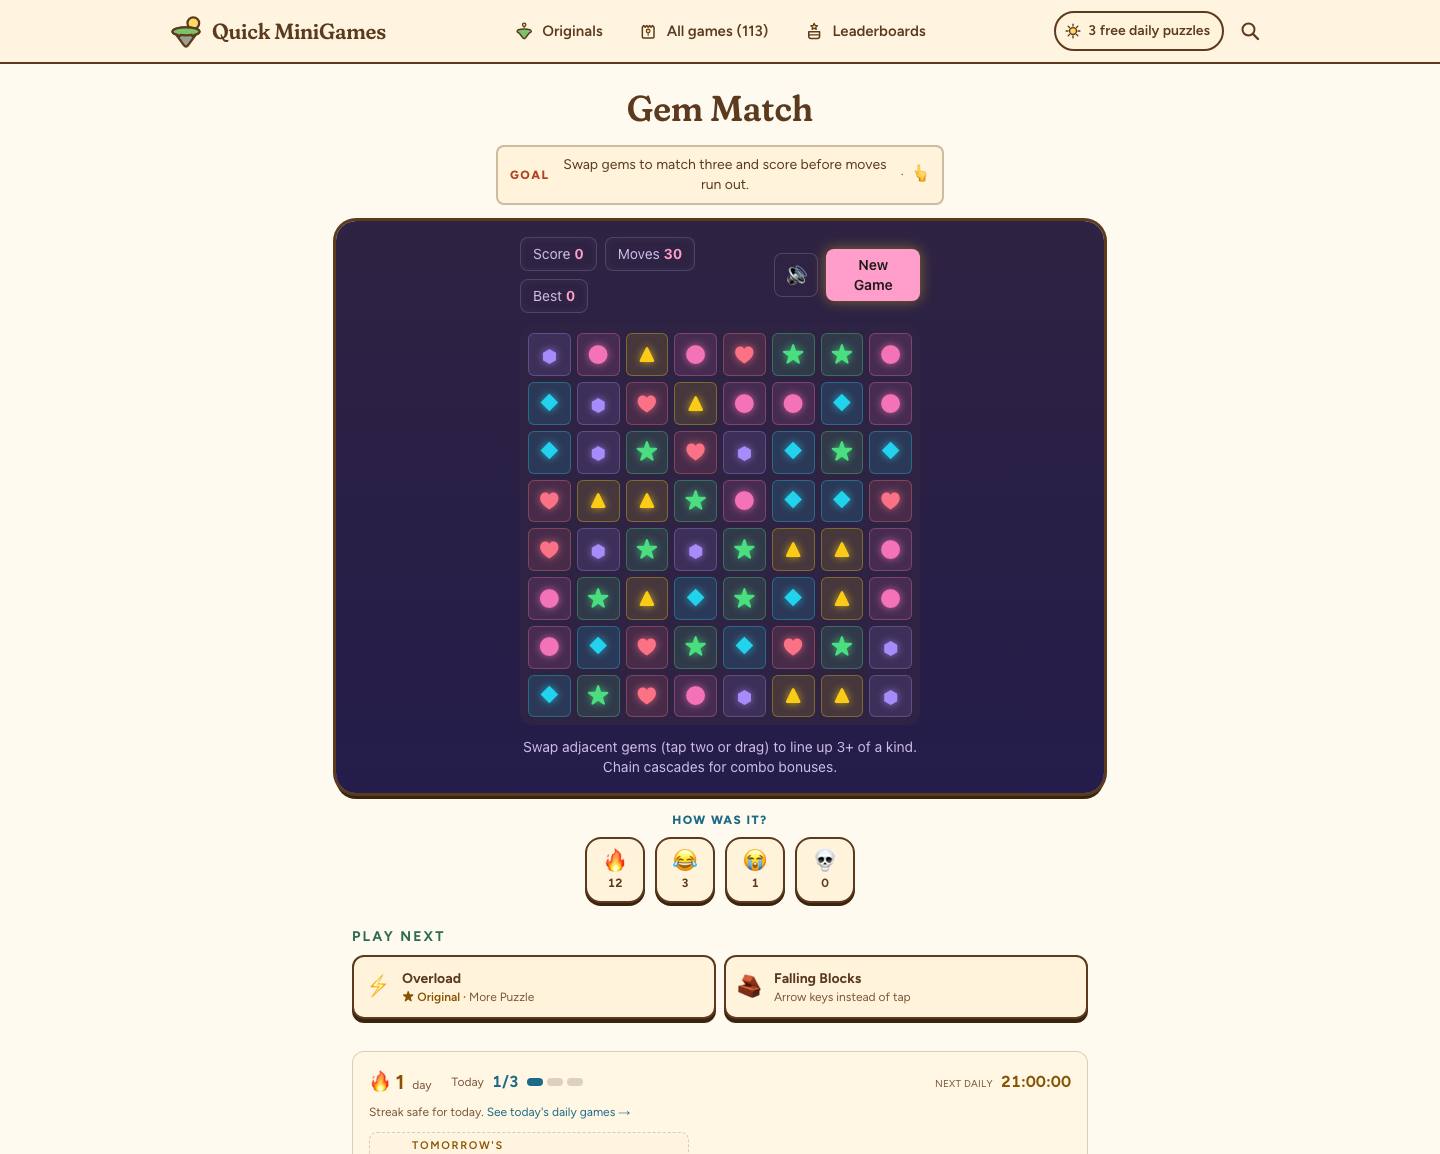 Quick MiniGames
Originals
All games (113)
Leaderboards
3 free daily puzzles
Gem Match
GOAL
Swap gems to match three and score before moves
run out.
·
Score 0
Moves 30
Best 0
New
Game
Swap adjacent gems (tap two or drag) to line up 3+ of a kind.
Chain cascades for combo bonuses.
HOW WAS IT?
12
3
1
0
PLAY NEXT
Overload
Original · More Puzzle
Falling Blocks
Arrow keys instead of tap
1 day
Today 1/3
NEXT DAILY 21:00:00
Streak safe for today. See today's daily games →
TOMORROW'S